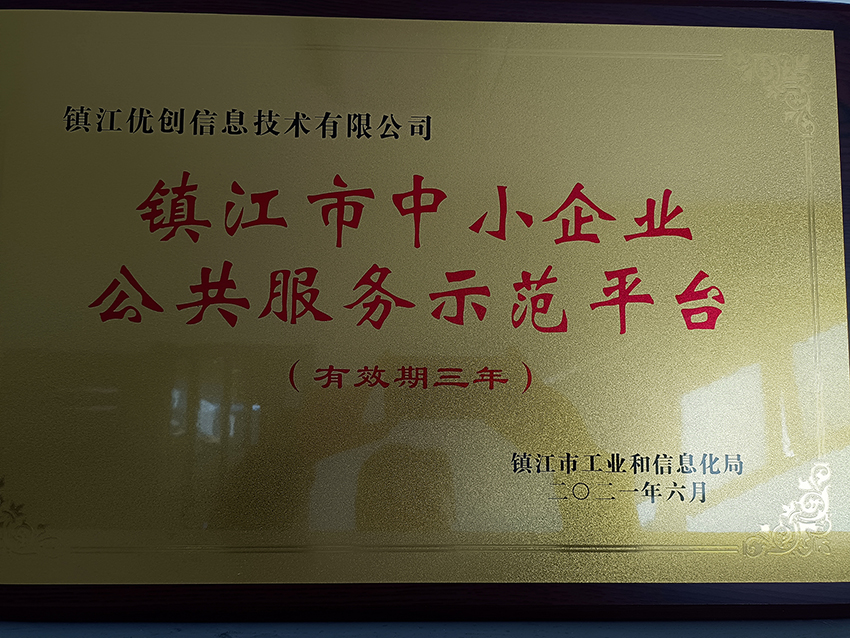 镇江优创信息技术有限公司
镇江市中小企业
公共服务示范平台
（有效期三年）
镇江市工业和信息化局
二〇二一年六月